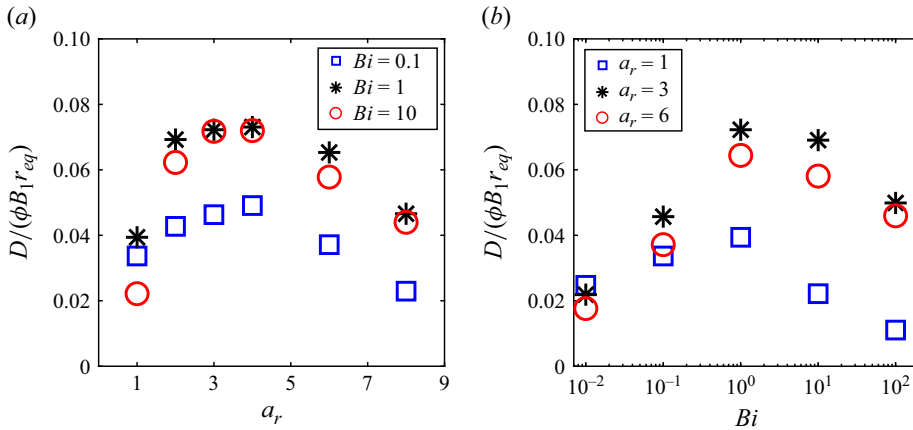 (a)
0.10
0.08
0.06
0.04
0.02
0
D/(ϕB₁rₑq)
1
3
5
7
9
aᵣ
Bi = 0.1
Bi = 1
Bi = 10
(b)
0.10
0.08
0.06
0.04
0.02
0
D/(ϕB₁rₑq)
10⁻²
10⁻¹
10⁰
10¹
10²
Bi
aᵣ = 1
aᵣ = 3
aᵣ = 6